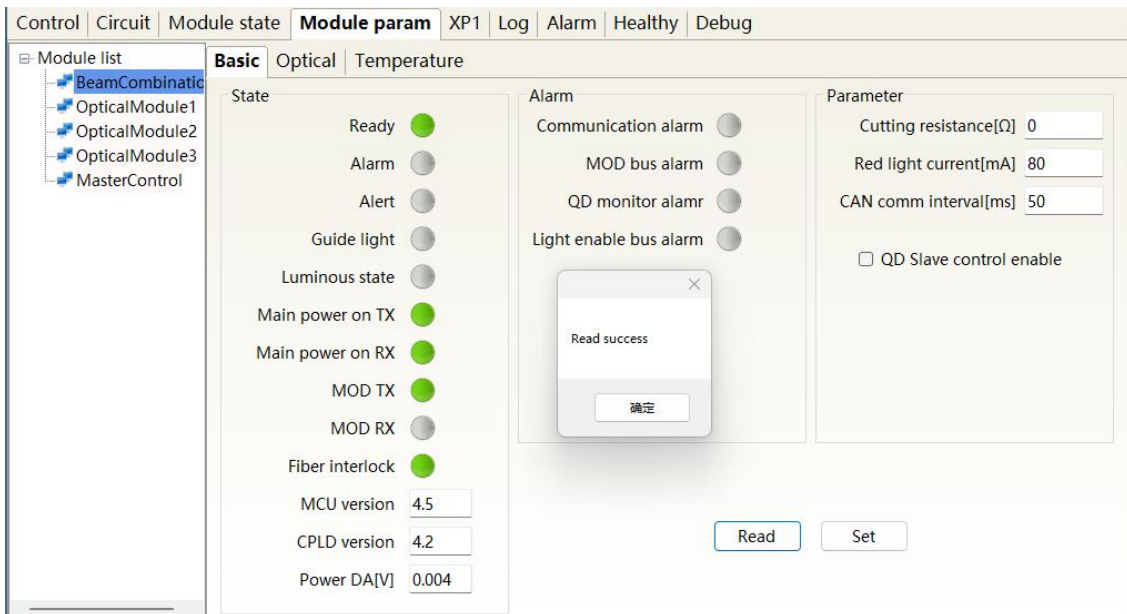 Control Circuit Module state Module param XP1 Log Alarm Healthy Debug
Module list
BeamCombinatic
OpticalModule1
OpticalModule2
OpticalModule3
MasterControl
Basic Optical Temperature
State
Ready
Alarm
Alert
Guide light
Luminous state
Main power on TX
Main power on RX
MOD TX
MOD RX
Fiber interlock
MCU version 4.5
CPLD version 4.2
Power DA[V] 0.004
Alarm
Communication alarm
MOD bus alarm
QD monitor alamr
Light enable bus alarm
Parameter
Cutting resistance[Ω] 0
Red light current[mA] 80
CAN comm interval[ms] 50
QD Slave control enable
Read success
确定
Read Set